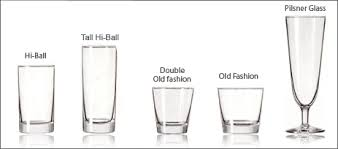 Hi-Ball
Tall Hi-Ball
Double
Old fashion
Old Fashion
Pilsner Glass